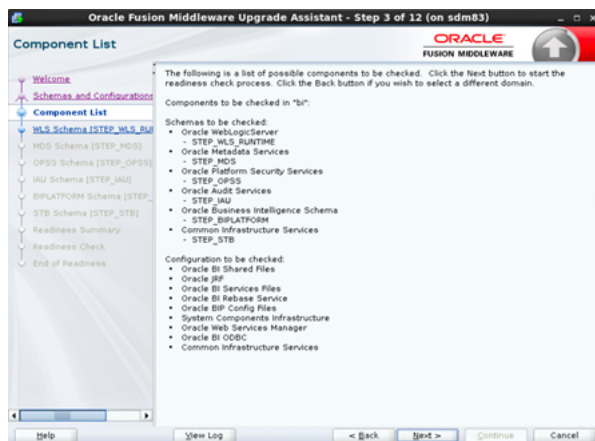 Oracle Fusion Middleware Upgrade Assistant - Step 3 of 12 (on sdm83)
Component List
ORACLE
FUSION MIDDLEWARE
Welcome
Schemas and Configurations
Component List
WLS Schema [STEP_WLS_RU
MDS Schema [STEP_MDS]
OPSS Schema [STEP_OPSS]
IAU Schema [STEP_IAU]
BIPLATFORM Schema [STEP_
STB Schema [STEP_STB]
Readiness Summary
Readiness Check
End of Readiness
The following is a list of possible components to be checked. Click the Next button to start the
readiness check process. Click the Back button if you wish to select a different domain.
Components to be checked in "bi":
Schemas to be checked:
• Oracle WebLogicServer
- STEP_WLS_RUNTIME
• Oracle Metadata Services
- STEP_MDS
• Oracle Platform Security Services
- STEP_OPSS
• Oracle Audit Services
- STEP_IAU
• Oracle Business Intelligence Schema
- STEP_BIPLATFORM
• Common Infrastructure Services
- STEP_STB
Configuration to be checked:
• Oracle BI Shared Files
• Oracle JRF
• Oracle BI Services Files
• Oracle BI Rebase Service
• Oracle BIP Config Files
• System Components Infrastructure
• Oracle Web Services Manager
• Oracle BI ODBC
• Common Infrastructure Services
Help
View Log
< Back
Next >
Continue
Cancel